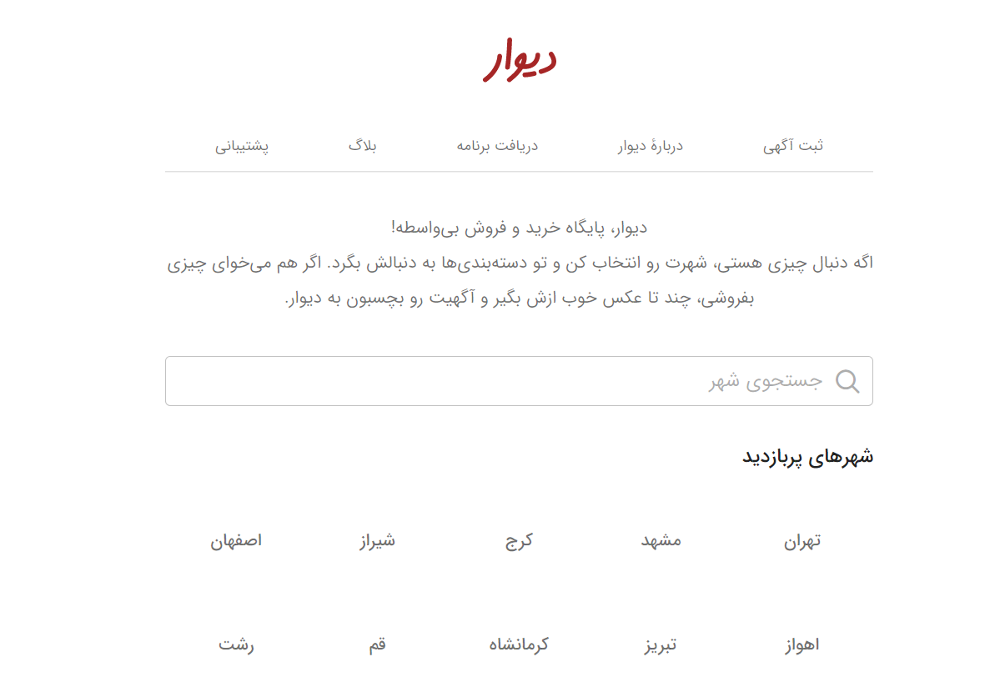 دیوار
ثبت آگهی دربارهٔ دیوار دریافت برنامه بلاگ پشتیبانی
دیوار، پایگاه خرید و فروش بی‌واسطه!
اگه دنبال چیزی هستی، شهرت رو انتخاب کن و تو دسته‌بندی‌ها به دنبالش بگرد. اگر هم می‌خوای چیزی
بفروشی، چند تا عکس خوب ازش بگیر و آگهیت رو بچسبون به دیوار.
جستجوی شهر
شهرهای پربازدید
تهران مشهد کرج شیراز اصفهان
اهواز تبریز کرمانشاه قم رشت